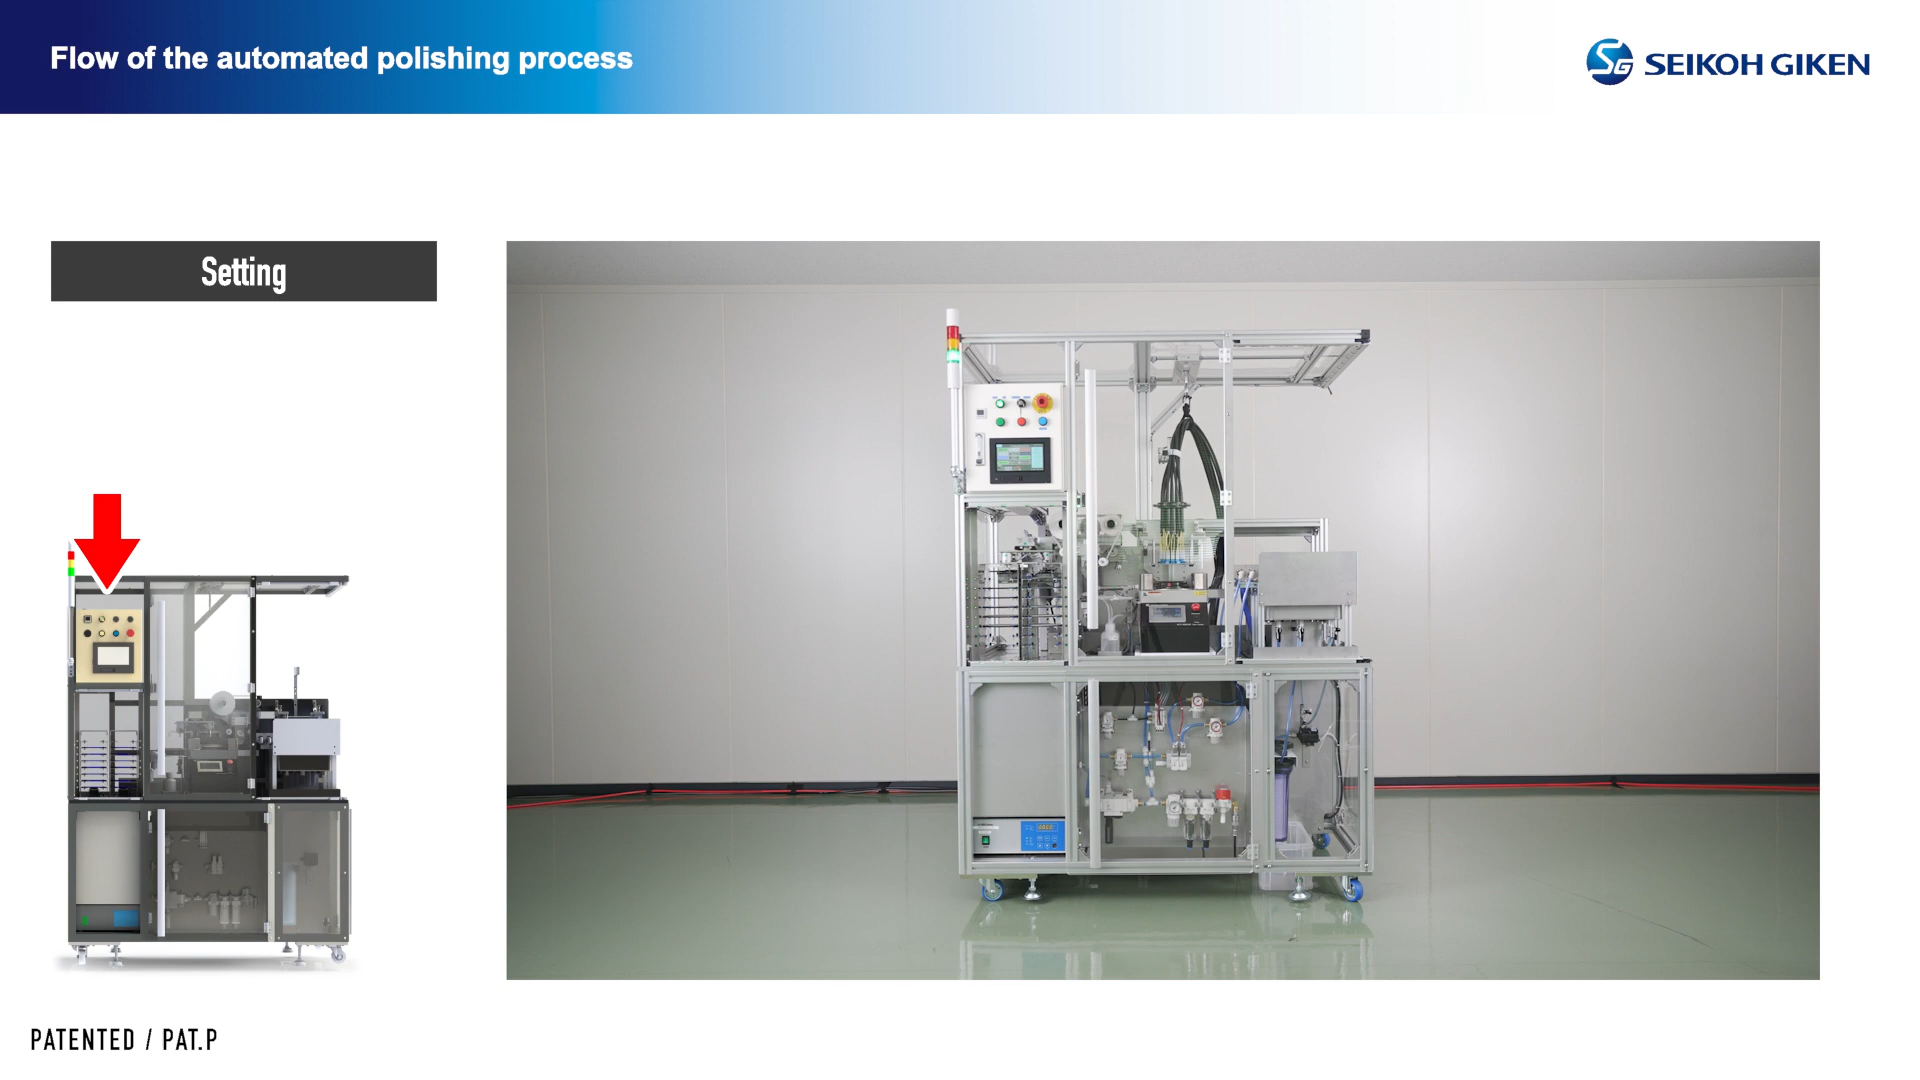 Flow of the automated polishing process
SEIKOH GIKEN
Setting
PATENTED / PAT.P